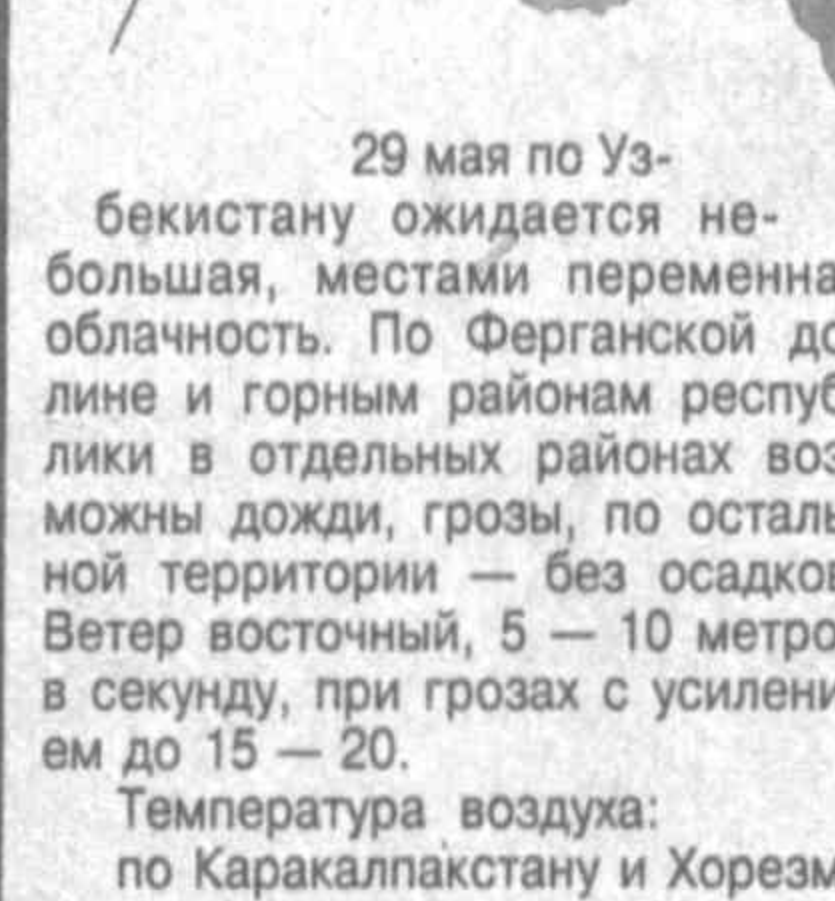 29 мая по Уз-
бекистану ожидается не-
большая, местами переменна
облачность. По Ферганской до
лине и горным районам респуб
лики в отдельных районах воз
можны дожди, грозы, по осталь
ной территории — без осадков
Ветер восточный, 5 — 10 метро
в секунду, при грозах с усилени
ем до 15 — 20.
Температура воздуха:
по Каракалпакстану и Хорезм